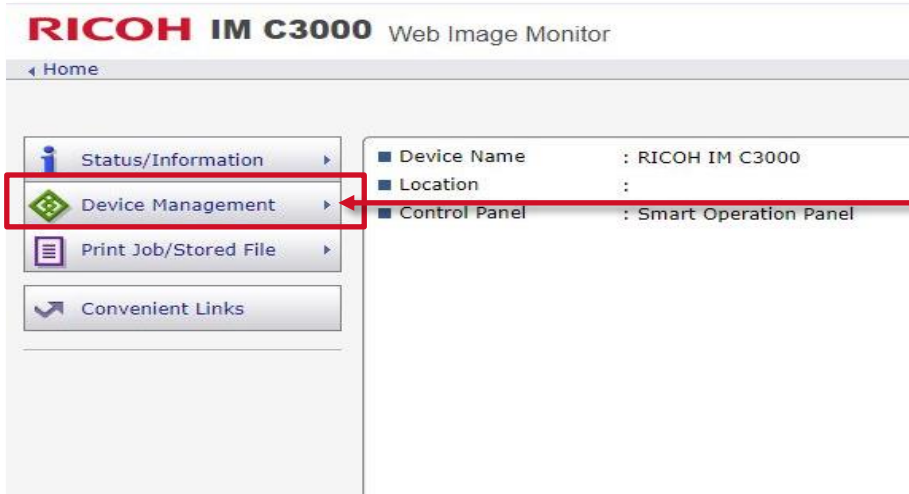 RICOH IM C3000 Web Image Monitor
Home
Status/Information
Device Management
Print Job/Stored File
Convenient Links
Device Name : RICOH IM C3000
Location :
Control Panel : Smart Operation Panel